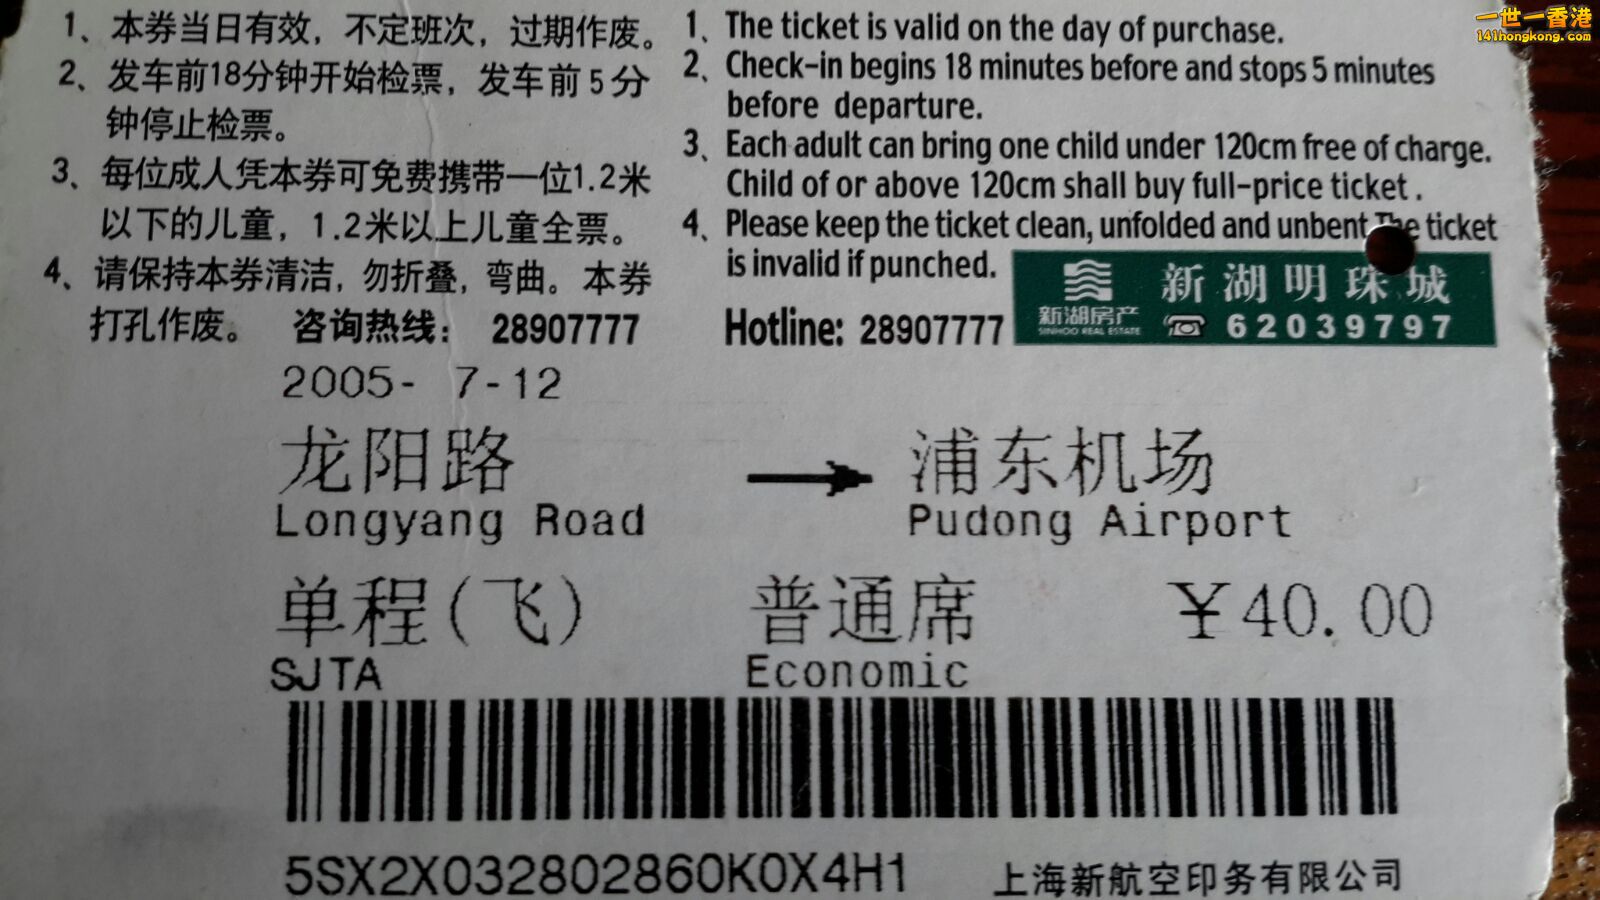 一世一香港
141hongkong.com
1、本券当日有效，不定班次，过期作废。
2、发车前18分钟开始检票，发车前5分
钟停止检票。
3、每位成人凭本券可免费携带一位1.2米
以下的儿童，1.2米以上儿童全票。
4、请保持本券清洁，勿折叠，弯曲。本券
打孔作废。 咨询热线： 28907777
1、The ticket is valid on the day of purchase.
2、Check-in begins 18 minutes before and stops 5 minutes
before departure.
3、Each adult can bring one child under 120cm free of charge.
Child of or above 120cm shall buy full-price ticket.
4、Please keep the ticket clean, unfolded and unbent The ticket
is invalid if punched.
Hotline: 28907777
新湖房产
SINHOO REAL ESTATE
新湖明珠城
62039797
2005- 7-12
龙阳路 浦东机场
Longyang Road Pudong Airport
单程(飞) 普通席 ￥40.00
SJTA Economic
5SX2X032802860K0X4H1 上海新航空印务有限公司